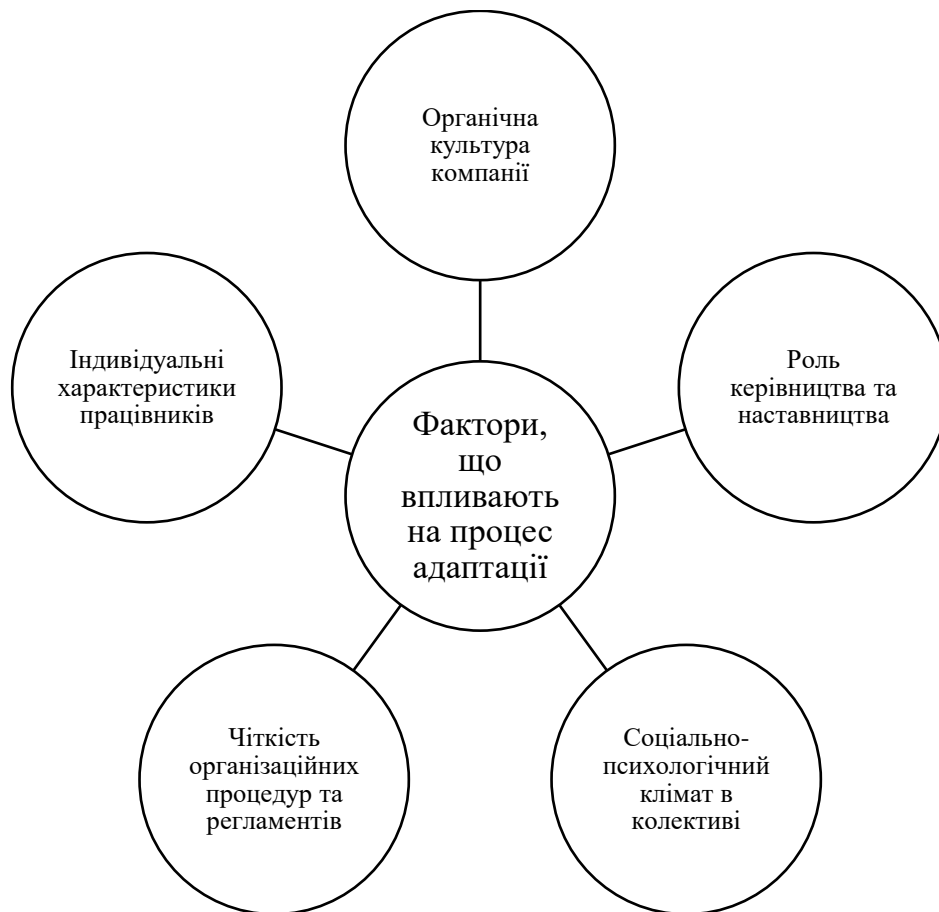 Органічна
культура
компанії
Індивідуальні
характеристики
працівників
Роль
керівництва та
наставництва
Фактори,
що
впливають
на процес
адаптації
Чіткість
організаційних
процедур та
регламентів
Соціально-
психологічний
клімат в
колективі